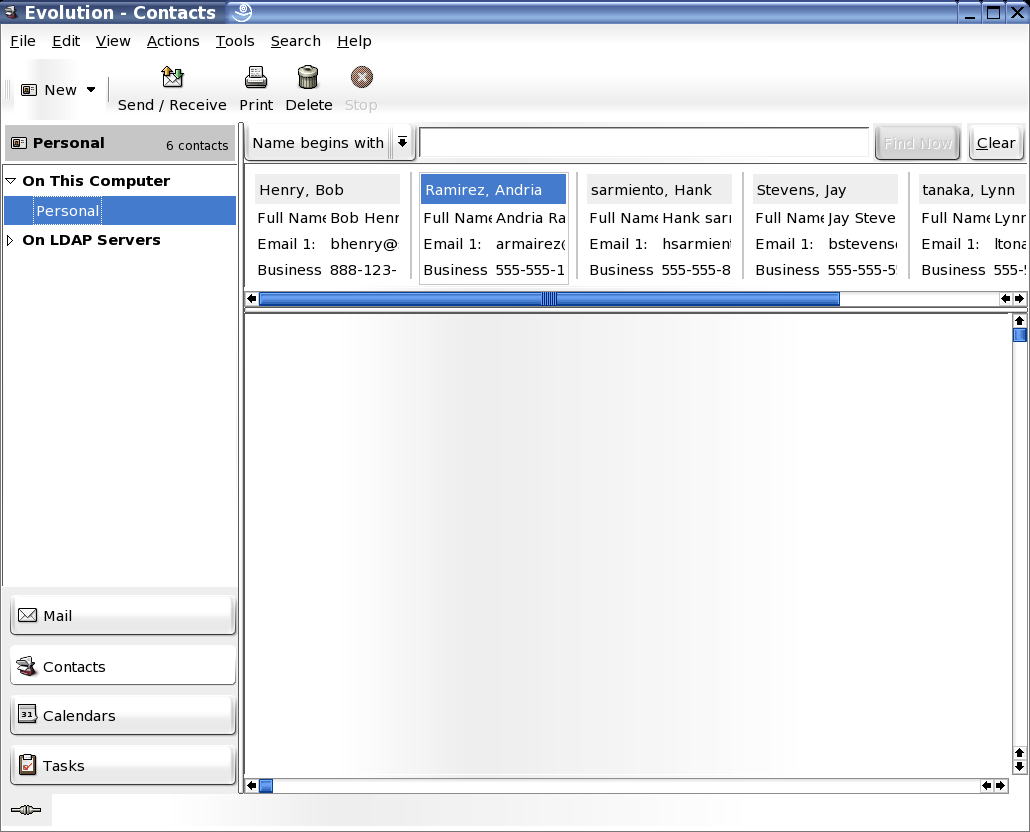 Evolution - Contacts
File Edit View Actions Tools Search Help
New
Send / Receive Print Delete Stop
Personal 6 contacts
Name begins with Find Now Clear
On This Computer
Personal
On LDAP Servers
Henry, Bob
Full Name Bob Henr
Email 1: bhenry@
Business 888-123-
Ramirez, Andria
Full Name Andria Ra
Email 1: armairez
Business 555-555-1
sarmiento, Hank
Full Name Hank sar
Email 1: hsarmien
Business 555-555-8
Stevens, Jay
Full Name Jay Steve
Email 1: bstevens
Business 555-555-5
tanaka, Lynn
Full Name Lynn
Email 1: ltona
Business 555-
Mail
Contacts
31 Calendars
Tasks